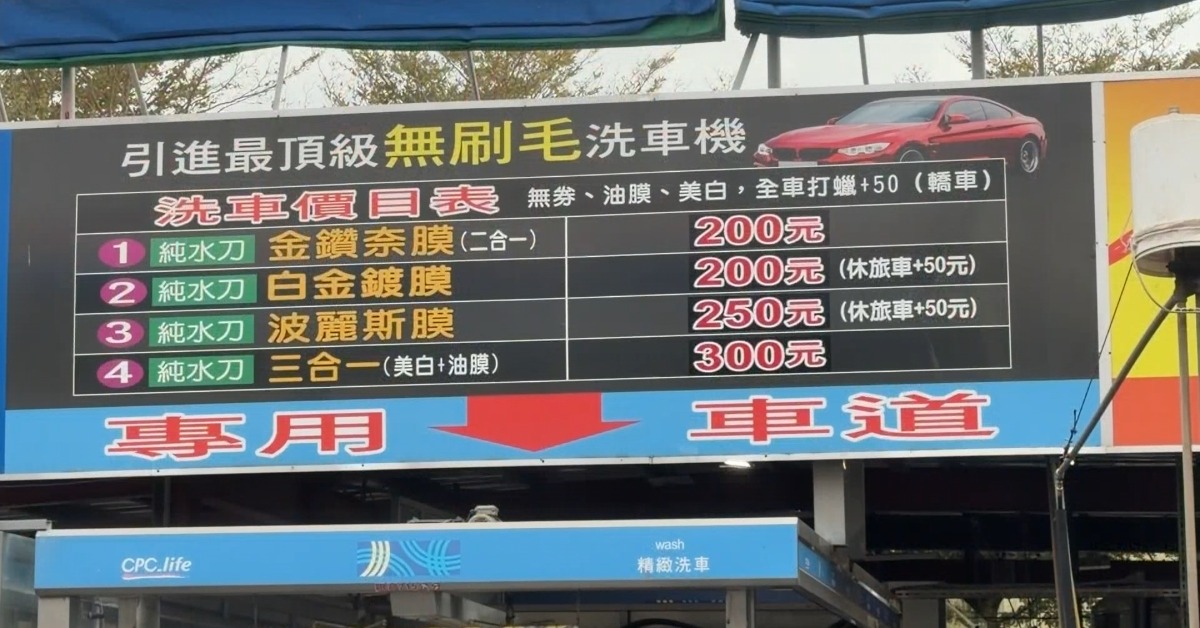 引進最頂級無刷毛洗車機
洗車價目表 無券、油膜、美白，全車打蠟+50（轎車）
1 純水刀 金鑽奈膜(二合一) 200元
2 純水刀 白金鍍膜 200元 (休旅車+50元)
3 純水刀 波麗斯膜 250元 (休旅車+50元)
4 純水刀 三合一(美白+油膜) 300元
專用 車道
CPC.life
wash
精緻洗車